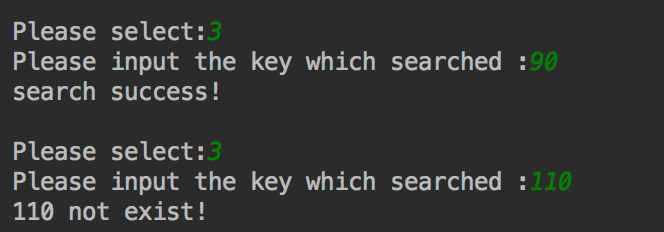 Please select:3
Please input the key which searched :90
search success!
Please select:3
Please input the key which searched :110
110 not exist!